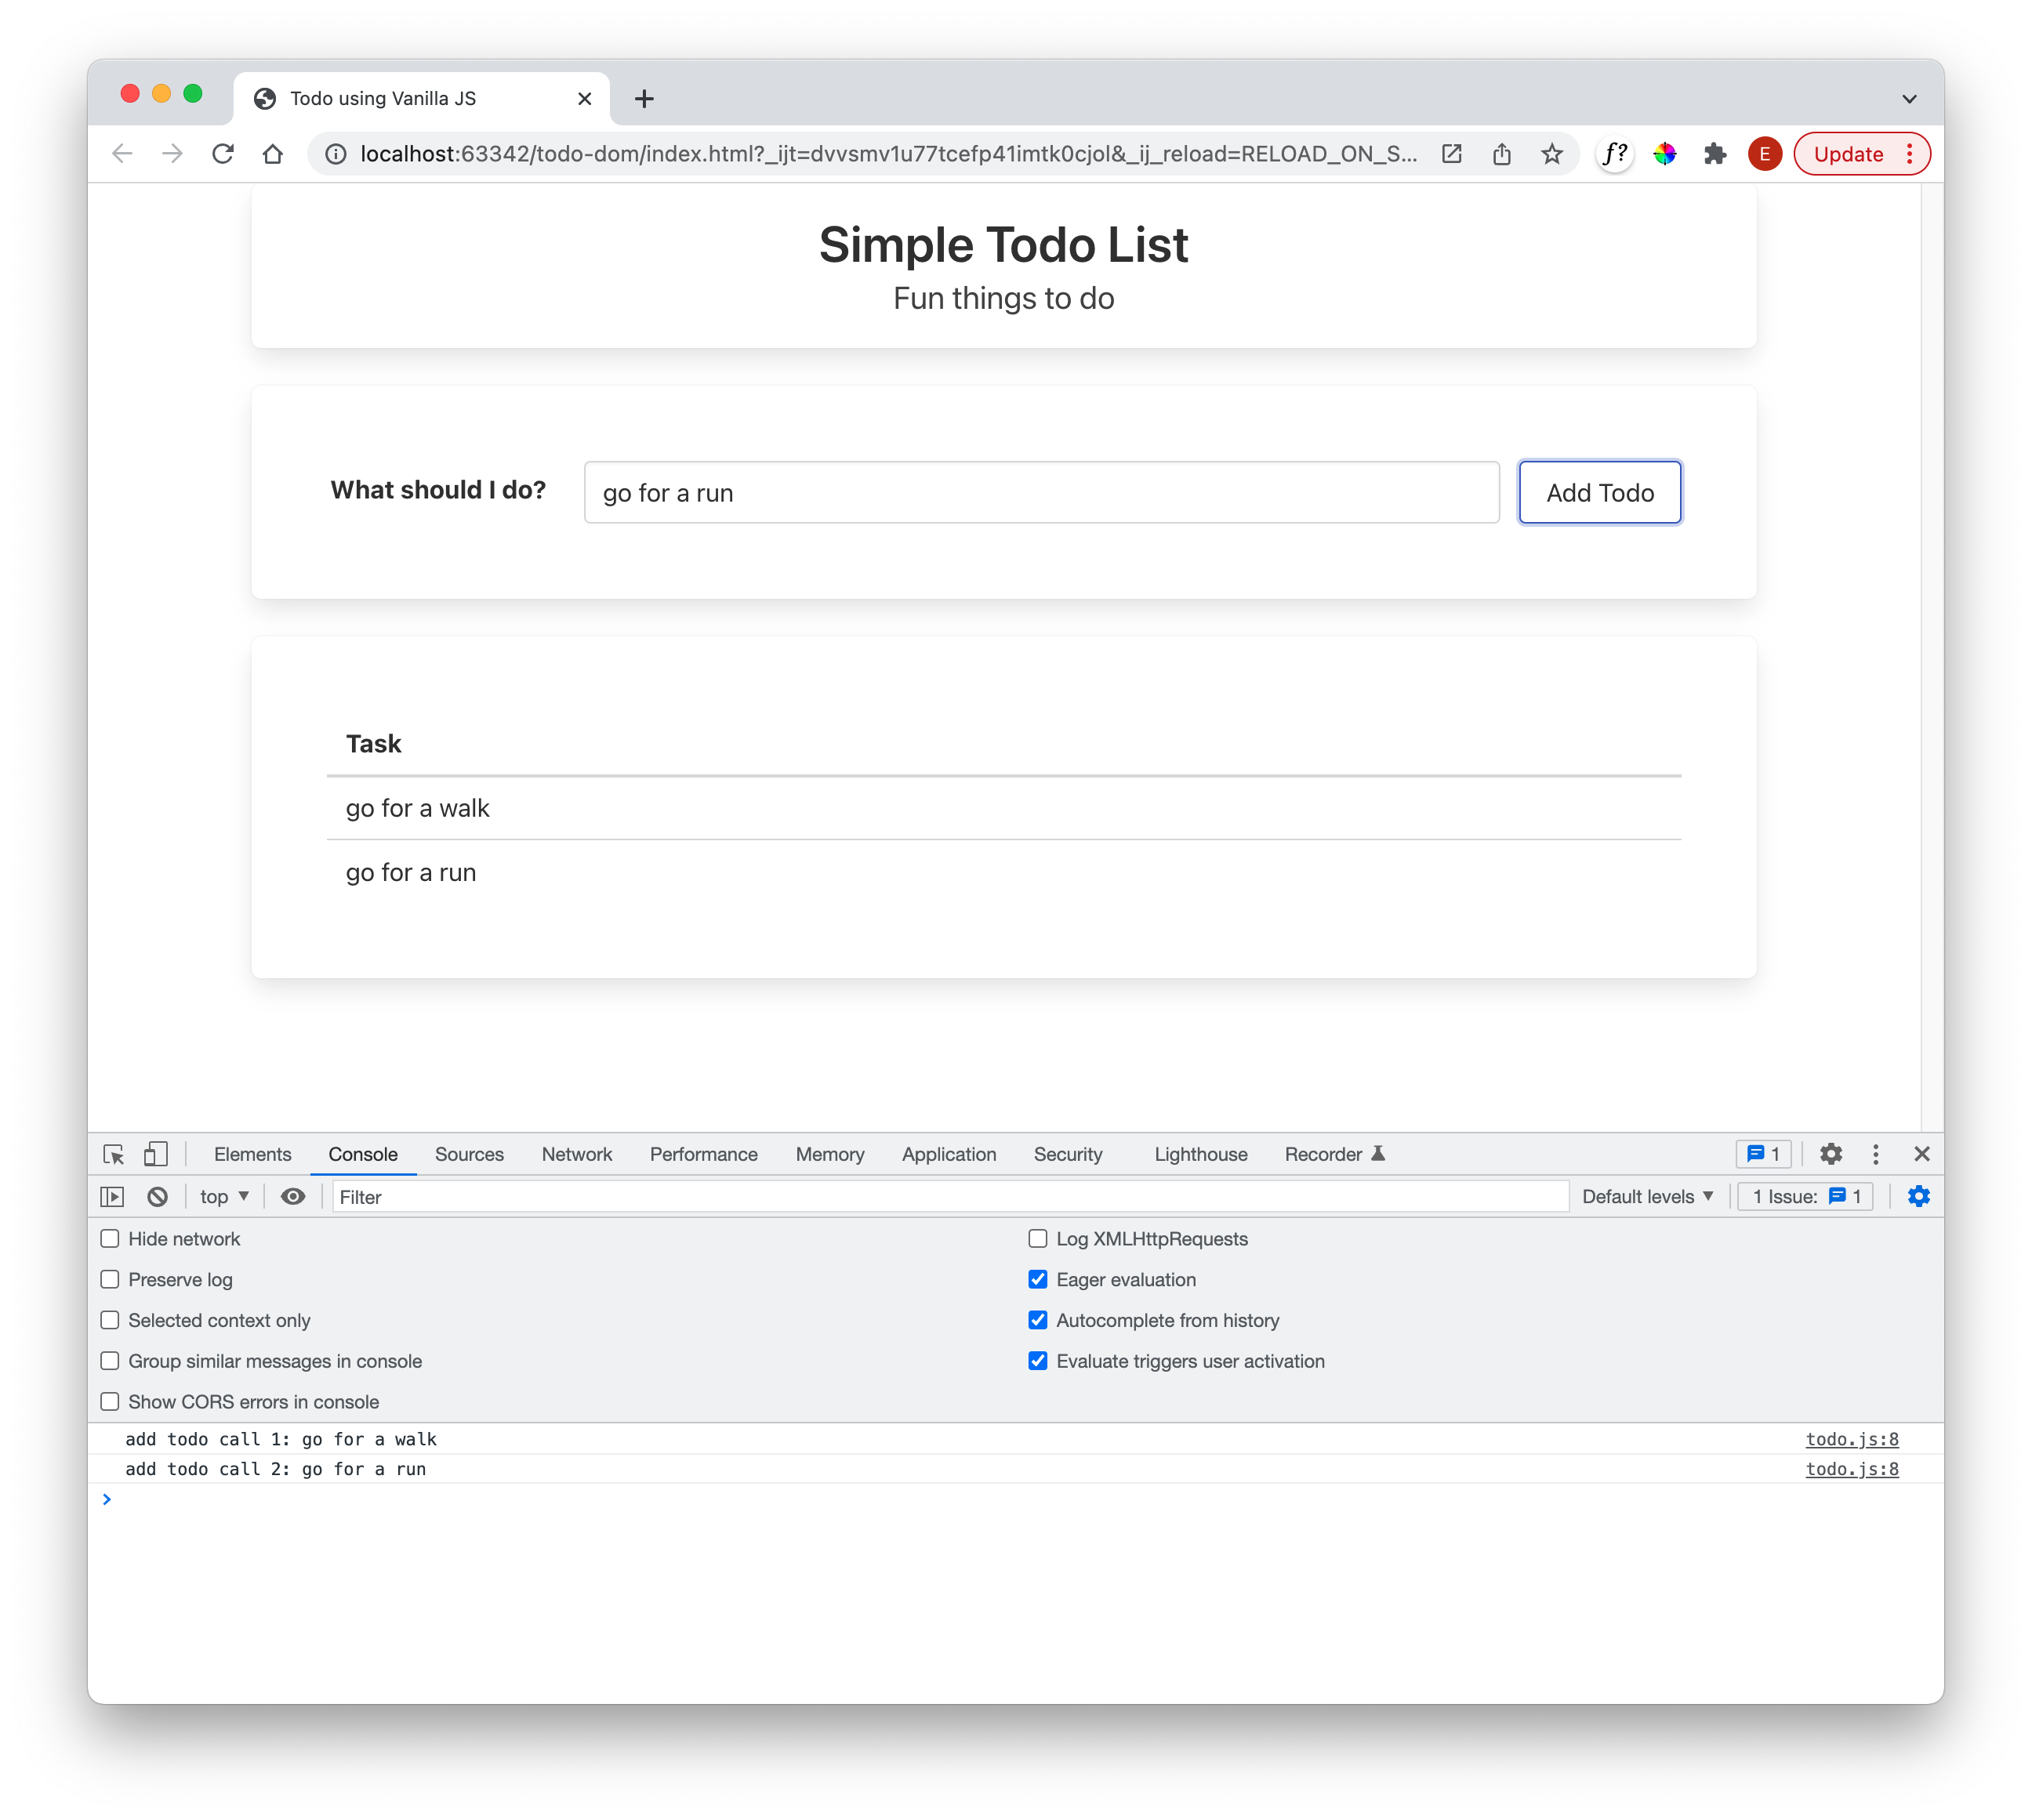 Todo using Vanilla JS
localhost:63342/todo-dom/index.html?_ijt=dvvsmv1u77tcefp41imtk0cjol&_ij_reload=RELOAD_ON_S... f? E Update
Simple Todo List
Fun things to do
What should I do? go for a run Add Todo
Task
go for a walk
go for a run
Elements Console Sources Network Performance Memory Application Security Lighthouse Recorder 1
top Filter Default levels 1 Issue: 1
Hide network Log XMLHttpRequests
Preserve log Eager evaluation
Selected context only Autocomplete from history
Group similar messages in console Evaluate triggers user activation
Show CORS errors in console
add todo call 1: go for a walk todo.js:8
add todo call 2: go for a run todo.js:8